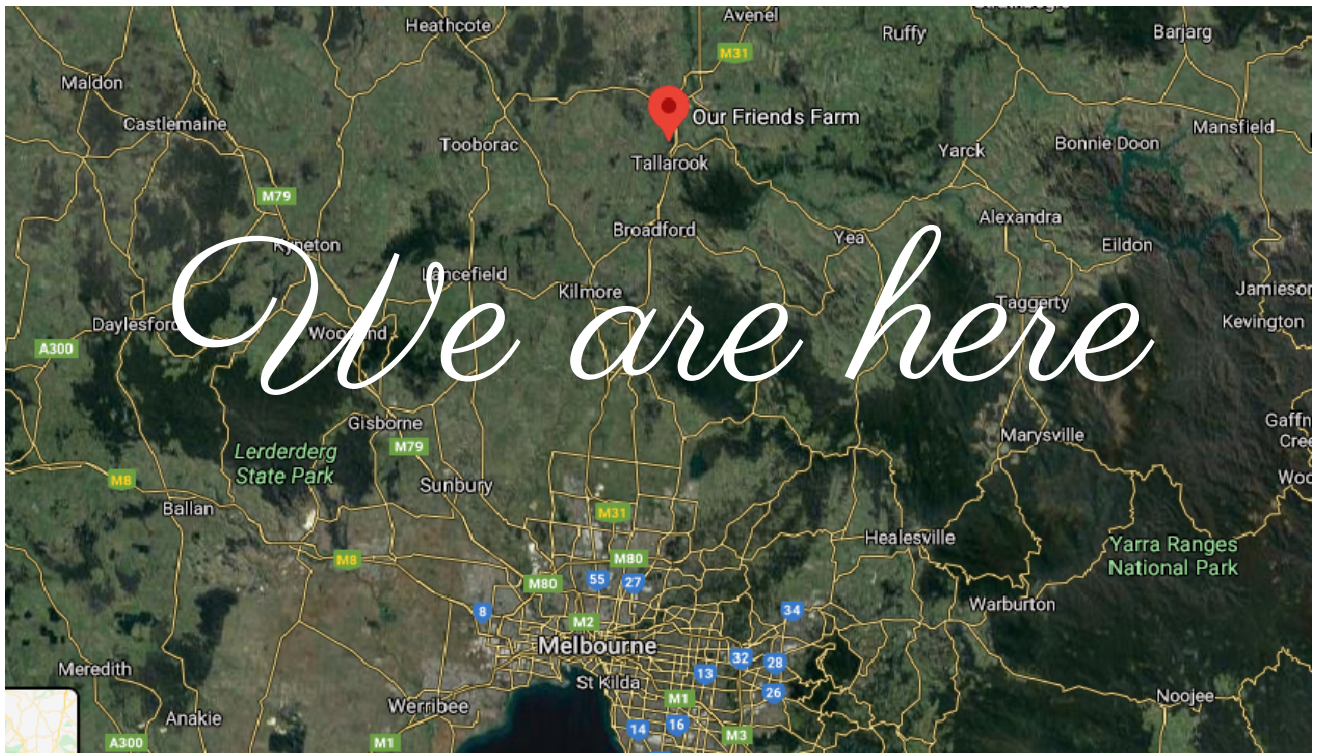 Avenel
Heathcote
Ruffy
Barjarg
M31
Maldon
Our Friends Farm
Castlemaine
Mansfield
Tooborac
Bonnie Doon
Yarck
Tallarook
M79
Alexandra
Broadford
Yea
Kyneton
Eildon
Lancefield
Kilmore
Jamieson
Taggerty
We are here
Daylesford
Kevington
Woodend
A300
Gisborne
Marysville
M79
Lerderderg
State Park
M8
Sunbury
Ballan
M31
Healesville
Yarra Ranges
National Park
M8
M80
M80
55
27
Warburton
8
34
M2
Melbourne
32
28
Meredith
13
St Kilda
26
M1
Noojee
Werribee
Anakie
14
16
M3
A300
M1